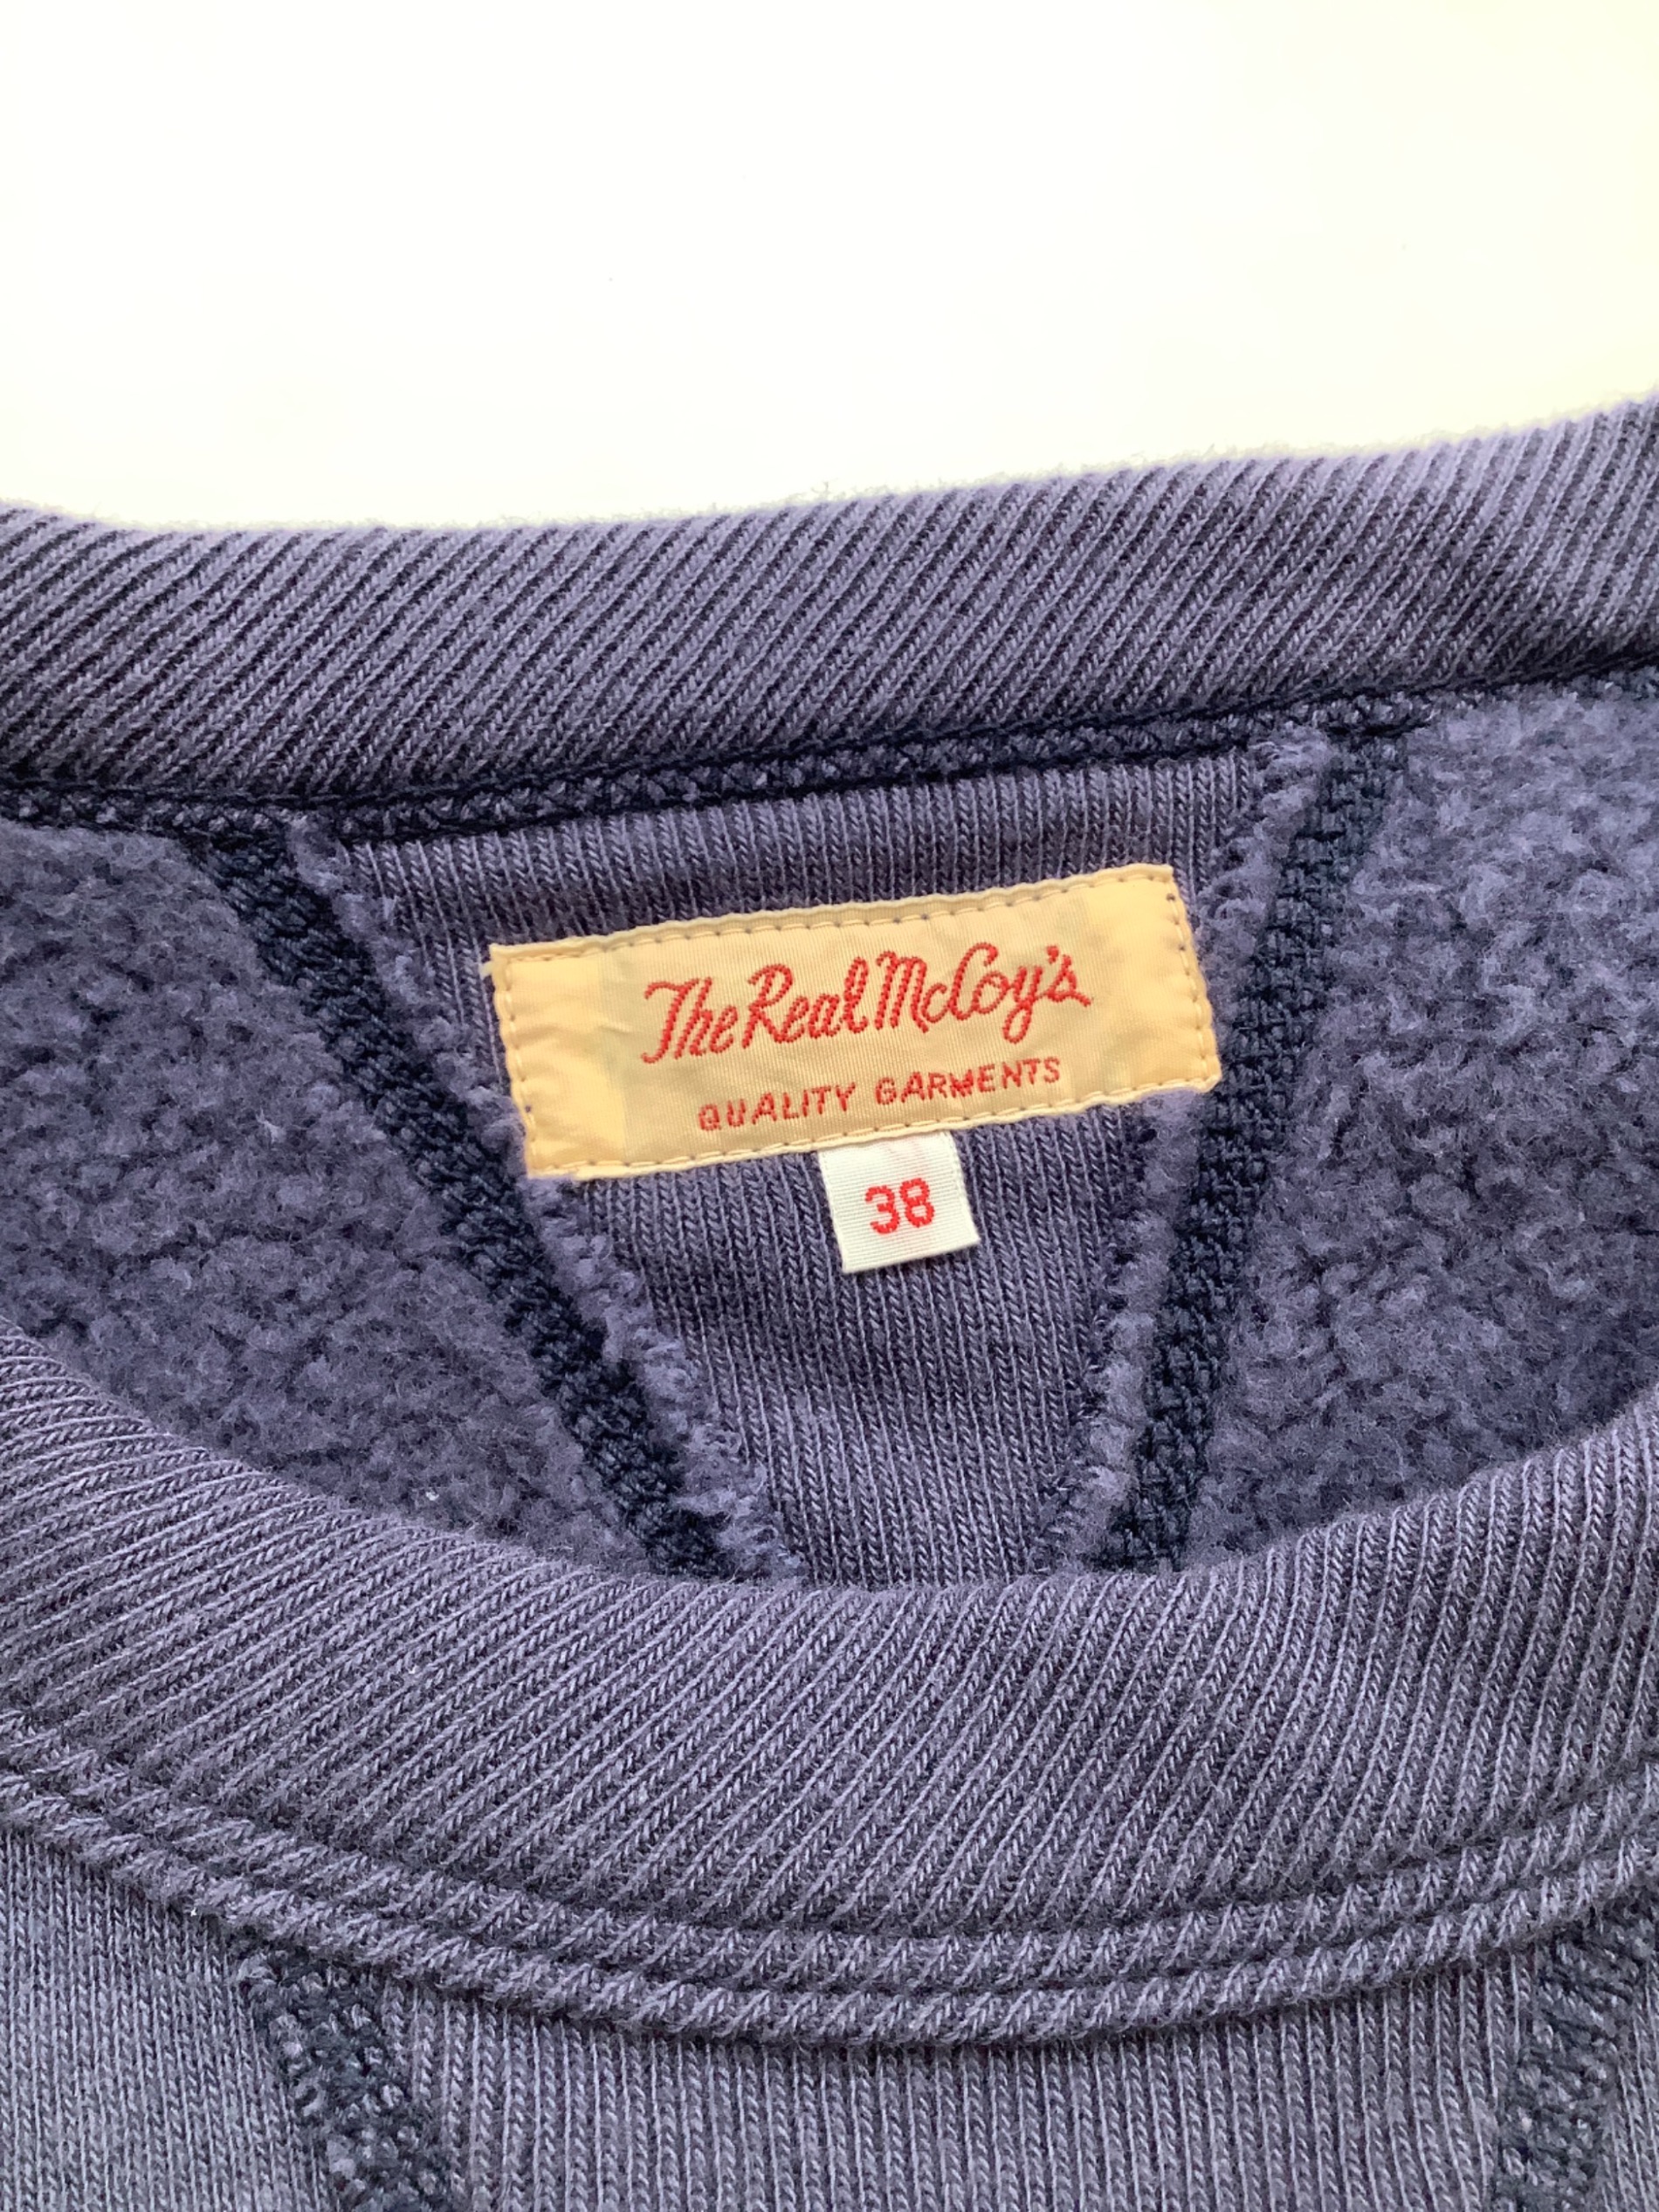 The Real McCoy's
QUALITY GARMENTS
38